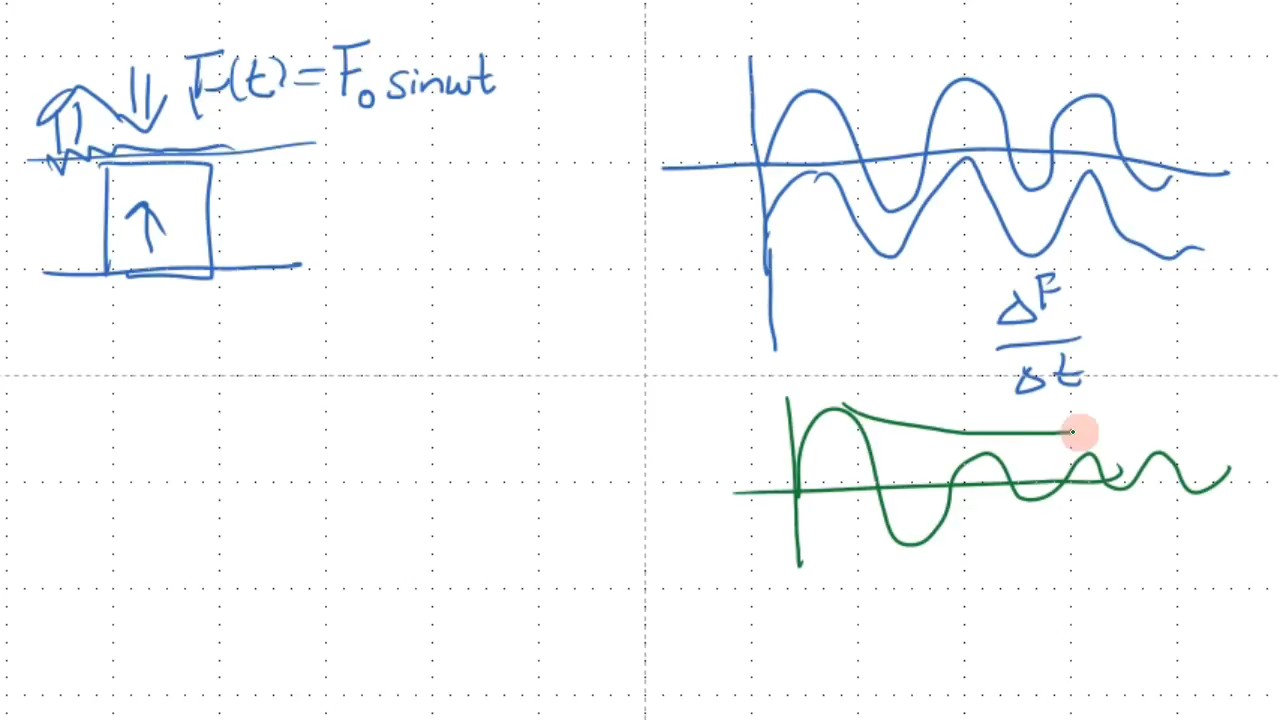 F(t) = F₀ sinωt
ΔF
Δt